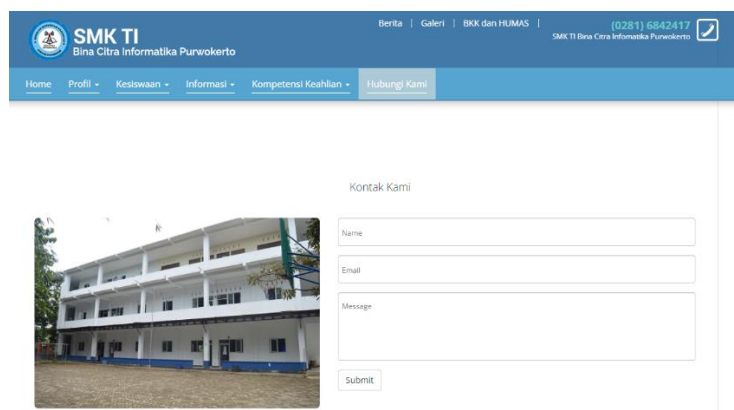 SMK TI
Bina Citra Informatika Purwokerto
Berita | Galeri | BKK dan HUMAS |
(0281) 6842417
SMK TI Bina Citra Infomatika Purwokerto
Home Profil Kesiswaan Informasi Kompetensi Keahlian Hubungi Kami
Kontak Kami
Name
Email
Message
Submit